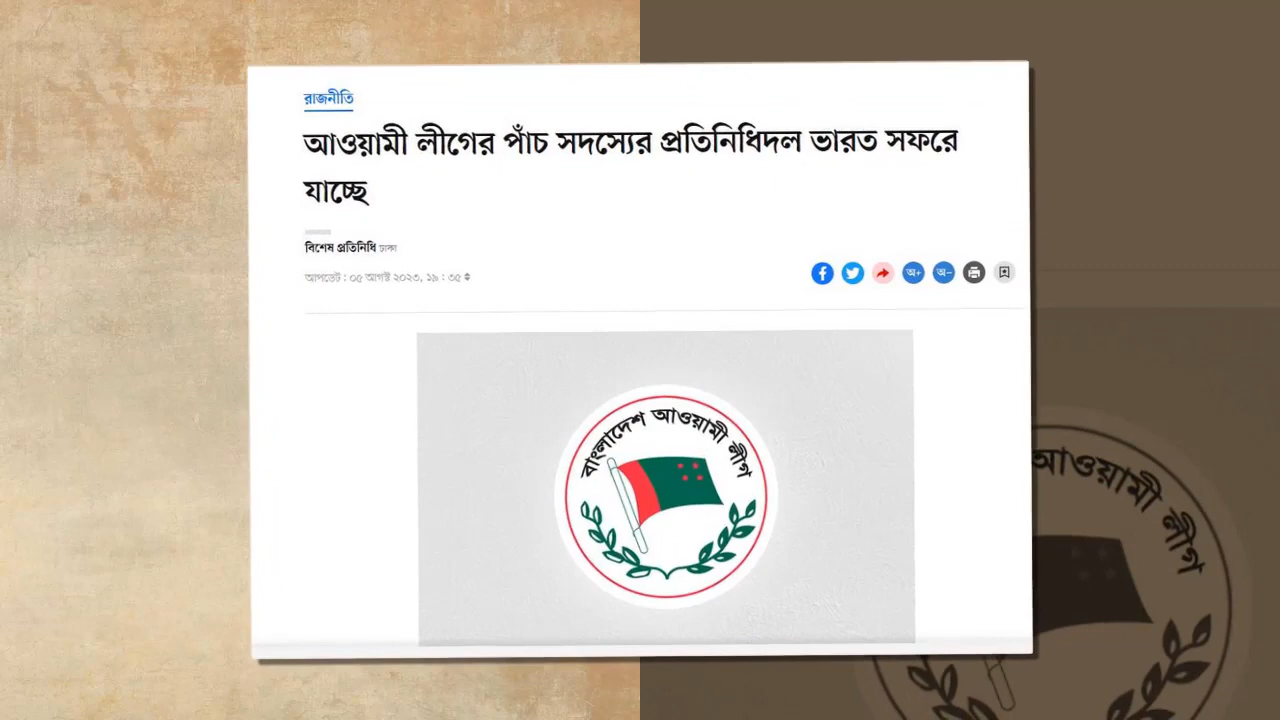 রাজনীতি
আওয়ামী লীগের পাঁচ সদস্যের প্রতিনিধিদল ভারত সফরে
যাচ্ছে
বিশেষ প্রতিনিধি ঢাকা
আপডেট : ০৫ আগস্ট ২০২৩, ১৯ : ৩৫
অ+ অ−
বাংলাদেশ আওয়ামী লীগ
আওয়ামী লীগ